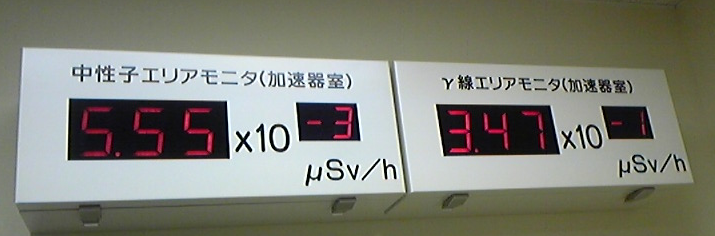 中性子エリアモニタ(加速器室)
5.55 x10 -3
μSv/h
γ線エリアモニタ(加速器室)
3.47 x10 -1
μSv/h